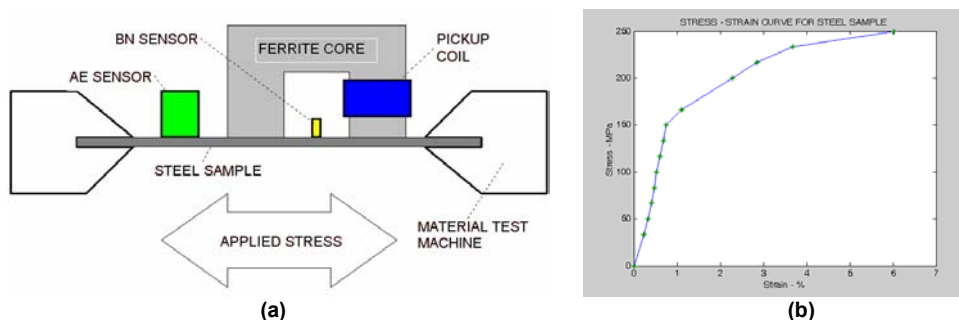 BN SENSOR
FERRITE CORE
PICKUP
COIL
AE SENSOR
STEEL SAMPLE
MATERIAL TEST
MACHINE
APPLIED STRESS
(a)
STRESS - STRAIN CURVE FOR STEEL SAMPLE
250
200
150
100
50
0
Stress - MPa
0 1 2 3 4 5 6 7
Strain - %
(b)